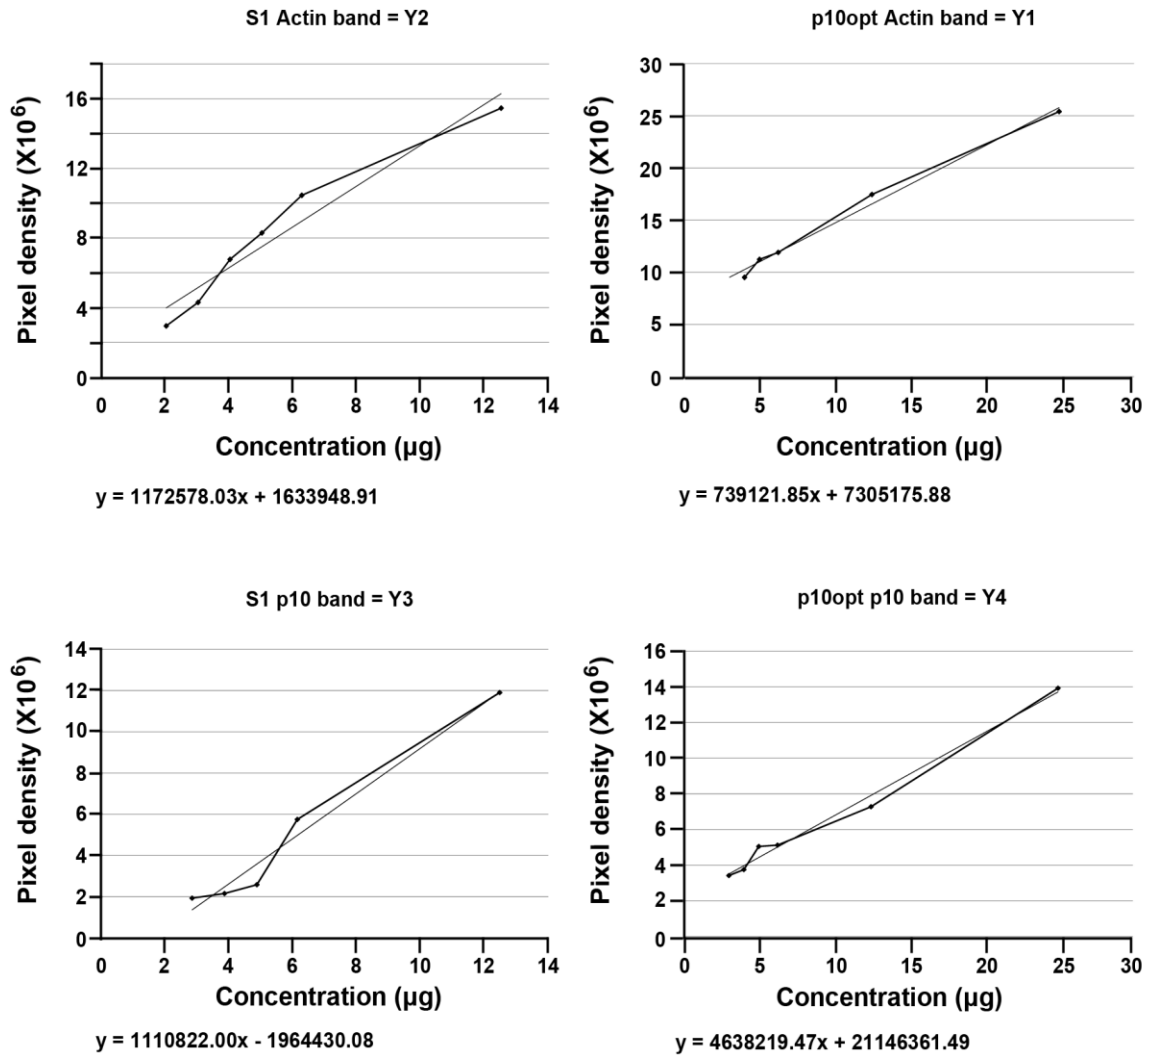 S1 Actin band = Y2
Pixel density (X10⁶)
16
12
8
4
0
0 2 4 6 8 10 12 14
Concentration (µg)
y = 1172578.03x + 1633948.91
p10opt Actin band = Y1
Pixel density (X10⁶)
30
25
20
15
10
5
0
0 5 10 15 20 25 30
Concentration (µg)
y = 739121.85x + 7305175.88
S1 p10 band = Y3
Pixel density (X10⁶)
14
12
10
8
6
4
2
0
0 2 4 6 8 10 12 14
Concentration (µg)
y = 1110822.00x - 1964430.08
p10opt p10 band = Y4
Pixel density (X10⁶)
16
14
12
10
8
6
4
2
0
0 5 10 15 20 25 30
Concentration (µg)
y = 4638219.47x + 21146361.49